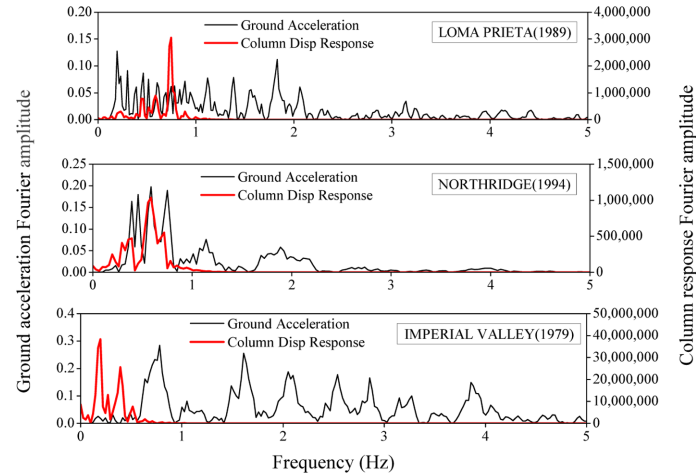 Ground acceleration Fourier amplitude
Column response Fourier amplitude
0.20
0.15
0.10
0.05
0.00
Ground Acceleration
Column Disp Response
LOMA PRIETA(1989)
4,000,000
3,000,000
2,000,000
1,000,000
0
0 1 2 3 4 5
0.25
0.20
0.15
0.10
0.05
0.00
Ground Acceleration
Column Disp Response
NORTHRIDGE(1994)
1,500,000
1,000,000
500,000
0
0 1 2 3 4 5
0.4
0.3
0.2
0.1
0.0
Ground Acceleration
Column Disp Response
IMPERIAL VALLEY(1979)
50,000,000
40,000,000
30,000,000
20,000,000
10,000,000
0
0 1 2 3 4 5
Frequency (Hz)